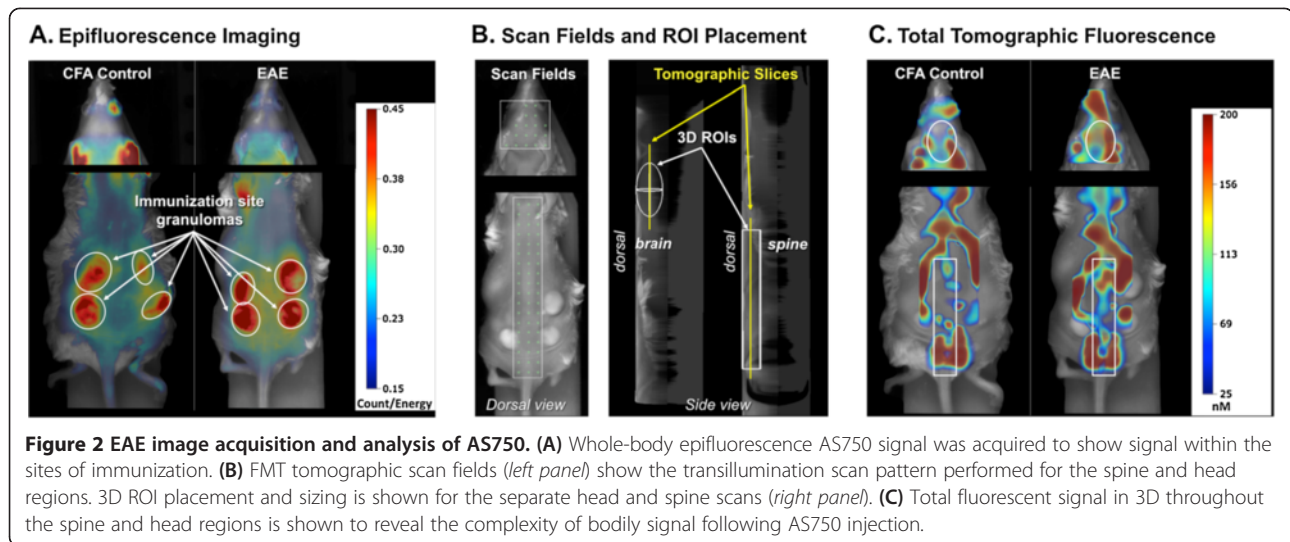 A. Epifluorescence Imaging
CFA Control
EAE
0.45
0.38
0.30
0.23
0.15
Count/Energy
Immunization site
granulomas
B. Scan Fields and ROI Placement
Scan Fields
Dorsal view
Tomographic Slices
3D ROIs
dorsal
brain
dorsal
spine
Side view
C. Total Tomographic Fluorescence
CFA Control
EAE
200
156
113
69
25
nM
Figure 2 EAE image acquisition and analysis of AS750. (A) Whole-body epifluorescence AS750 signal was acquired to show signal within the
sites of immunization. (B) FMT tomographic scan fields (left panel) show the transillumination scan pattern performed for the spine and head
regions. 3D ROI placement and sizing is shown for the separate head and spine scans (right panel). (C) Total fluorescent signal in 3D throughout
the spine and head regions is shown to reveal the complexity of bodily signal following AS750 injection.